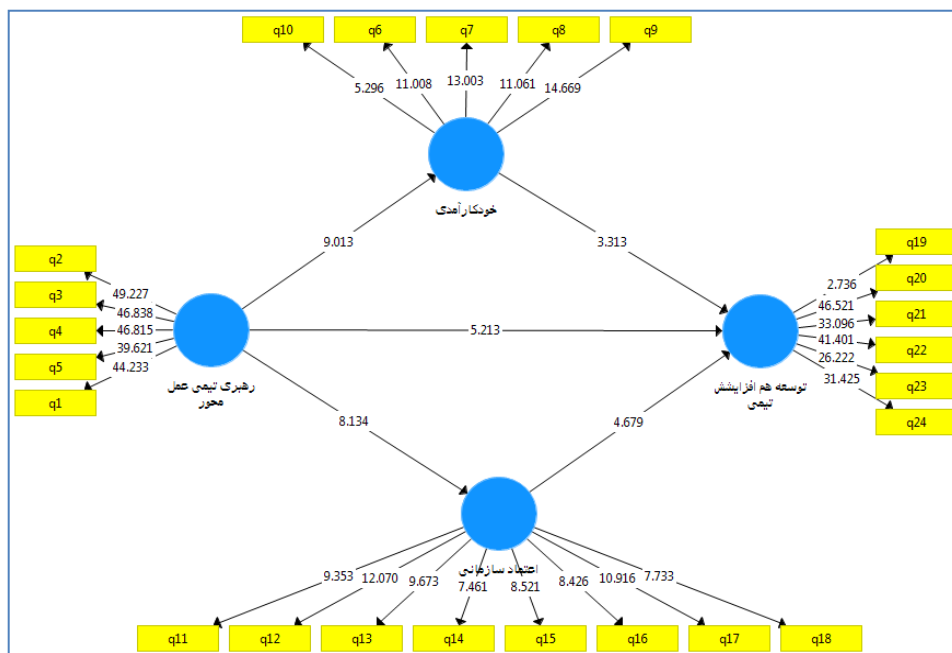 q10
q6
q7
q8
q9
5.296
11.008
13.003
11.061
14.669
خودکارآمدی
9.013
3.313
q2
q3
q4
q5
q1
49.227
46.838
46.815
39.621
44.233
رهبری تیمی عمل
محور
5.213
q19
q20
q21
q22
q23
q24
2.736
46.521
33.096
41.401
26.222
31.425
توسعه هم افزایشش
تیمی
8.134
4.679
اعتماد سازمانی
9.353
12.070
9.673
7.461
8.521
8.426
10.916
7.733
q11
q12
q13
q14
q15
q16
q17
q18